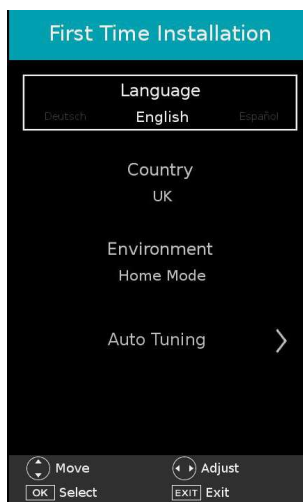 First Time Installation
Language
Deutsch English Español
Country
UK
Environment
Home Mode
Auto Tuning
Move Adjust
OK Select EXIT Exit